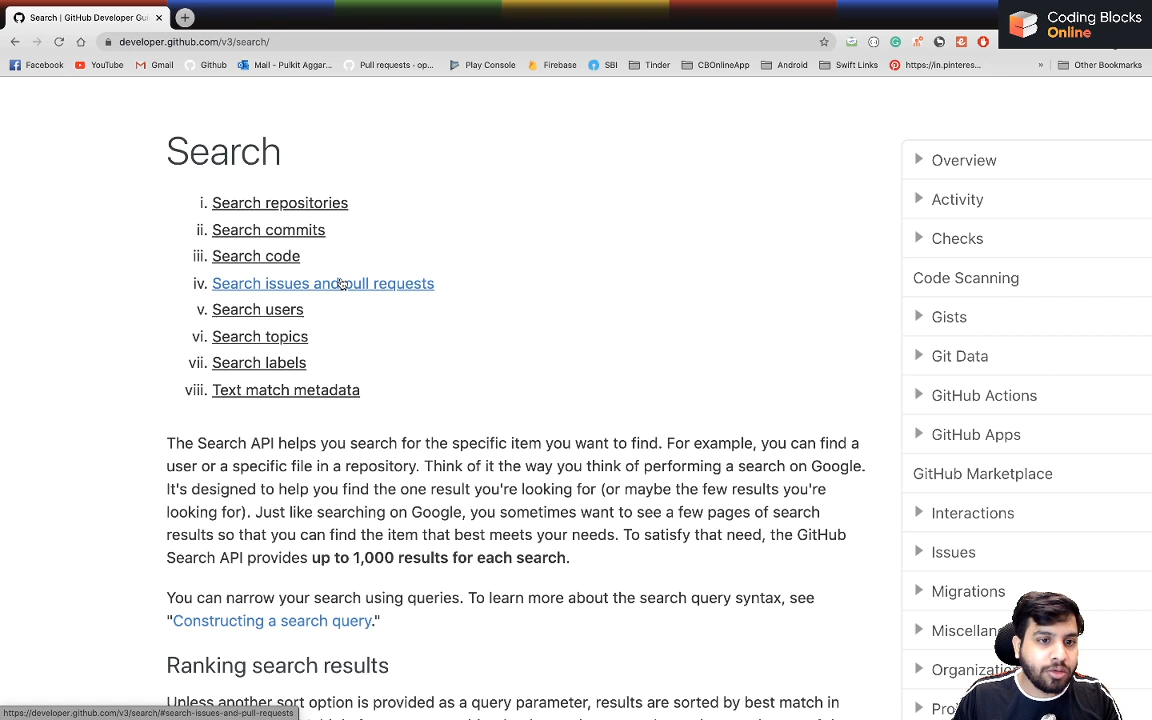 Search | GitHub Developer Gui
Coding Blocks
Online
developer.github.com/v3/search/
Facebook YouTube Gmail Github Mail - Pulkit Aggar... Pull requests - op... Play Console Firebase SBI Tinder CBOnlineApp Android Swift Links https://in.pinteres... » Other Bookmarks
Search
i. Search repositories
ii. Search commits
iii. Search code
iv. Search issues and pull requests
v. Search users
vi. Search topics
vii. Search labels
viii. Text match metadata
The Search API helps you search for the specific item you want to find. For example, you can find a
user or a specific file in a repository. Think of it the way you think of performing a search on Google.
It's designed to help you find the one result you're looking for (or maybe the few results you're
looking for). Just like searching on Google, you sometimes want to see a few pages of search
results so that you can find the item that best meets your needs. To satisfy that need, the GitHub
Search API provides up to 1,000 results for each search.
You can narrow your search using queries. To learn more about the search query syntax, see
"Constructing a search query."
Ranking search results
Unless another sort option is provided as a query parameter, results are sorted by best match in
Overview
Activity
Checks
Code Scanning
Gists
Git Data
GitHub Actions
GitHub Apps
GitHub Marketplace
Interactions
Issues
Migrations
Miscellan
Organizatio
Proj
https://developer.github.com/v3/search/#search-issues-and-pull-requests